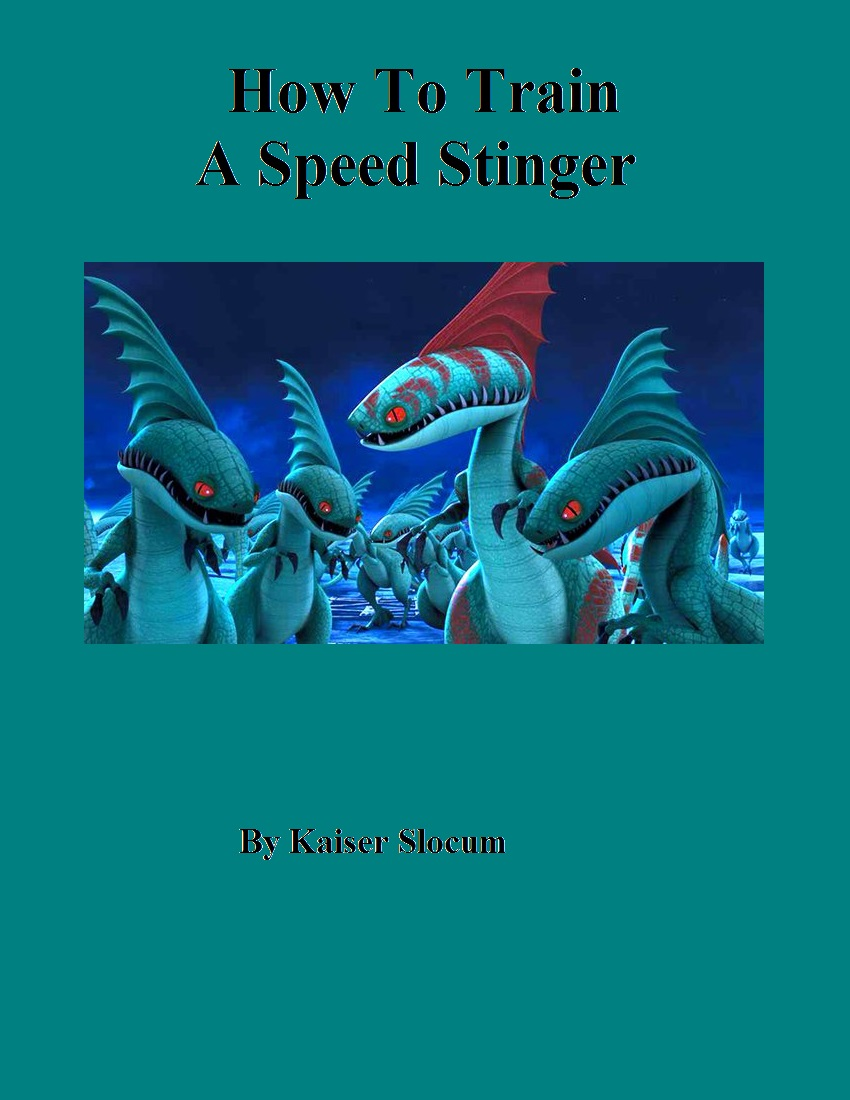 How To Train
A Speed Stinger
By Kaiser Slocum